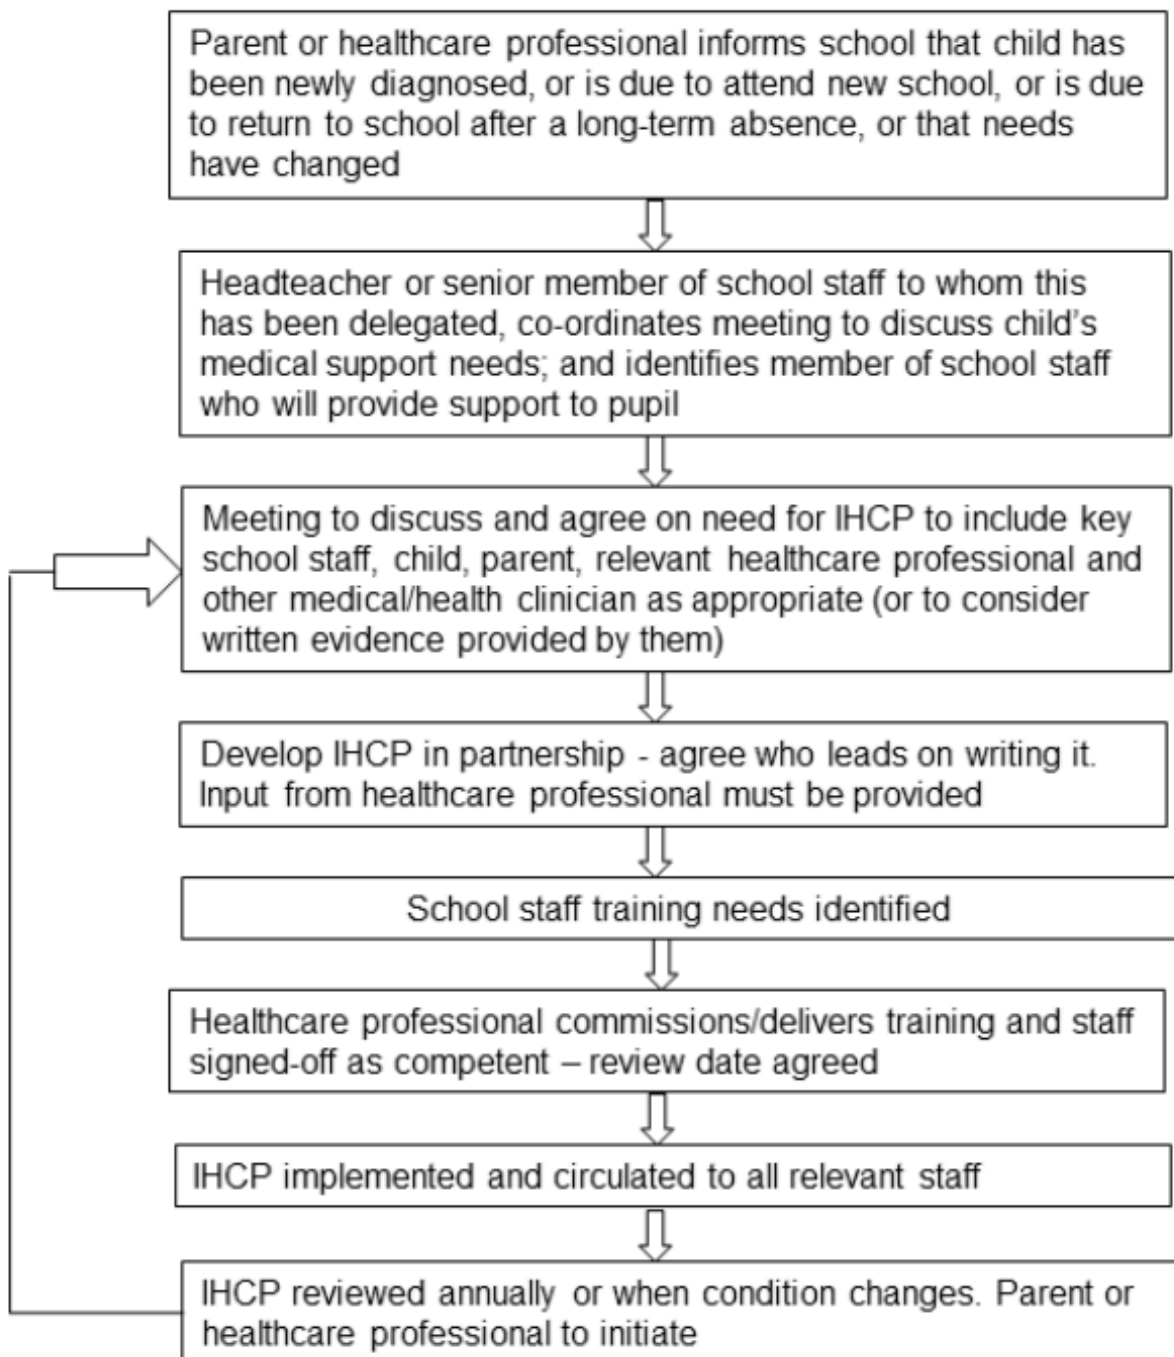 Parent or healthcare professional informs school that child has
been newly diagnosed, or is due to attend new school, or is due
to return to school after a long-term absence, or that needs
have changed
Headteacher or senior member of school staff to whom this
has been delegated, co-ordinates meeting to discuss child's
medical support needs; and identifies member of school staff
who will provide support to pupil
Meeting to discuss and agree on need for IHCP to include key
school staff, child, parent, relevant healthcare professional and
other medical/health clinician as appropriate (or to consider
written evidence provided by them)
Develop IHCP in partnership - agree who leads on writing it.
Input from healthcare professional must be provided
School staff training needs identified
Healthcare professional commissions/delivers training and staff
signed-off as competent – review date agreed
IHCP implemented and circulated to all relevant staff
IHCP reviewed annually or when condition changes. Parent or
healthcare professional to initiate